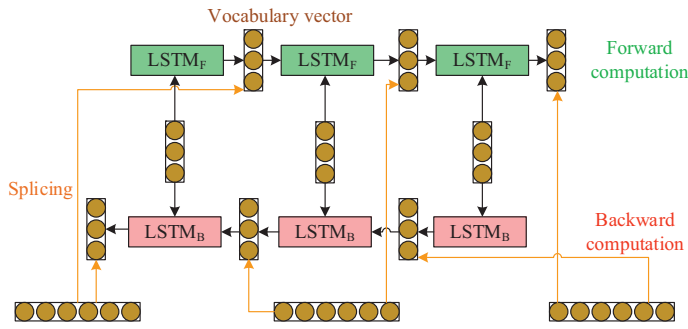 Vocabulary vector
LSTM_F LSTM_F LSTM_F
Forward
computation
Splicing
LSTM_B LSTM_B LSTM_B
Backward
computation